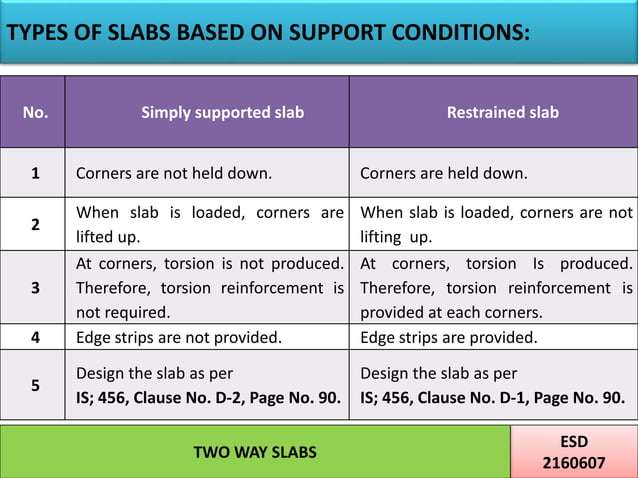 TYPES OF SLABS BASED ON SUPPORT CONDITIONS:
No. Simply supported slab Restrained slab
1 Corners are not held down. Corners are held down.
2
When slab is loaded, corners are
lifted up.
When slab is loaded, corners are not
lifting up.
3
At corners, torsion is not produced.
Therefore, torsion reinforcement is
not required.
At corners, torsion Is produced.
Therefore, torsion reinforcement is
provided at each corners.
4 Edge strips are not provided. Edge strips are provided.
5
Design the slab as per
IS; 456, Clause No. D-2, Page No. 90.
Design the slab as per
IS; 456, Clause No. D-1, Page No. 90.
TWO WAY SLABS
ESD
2160607